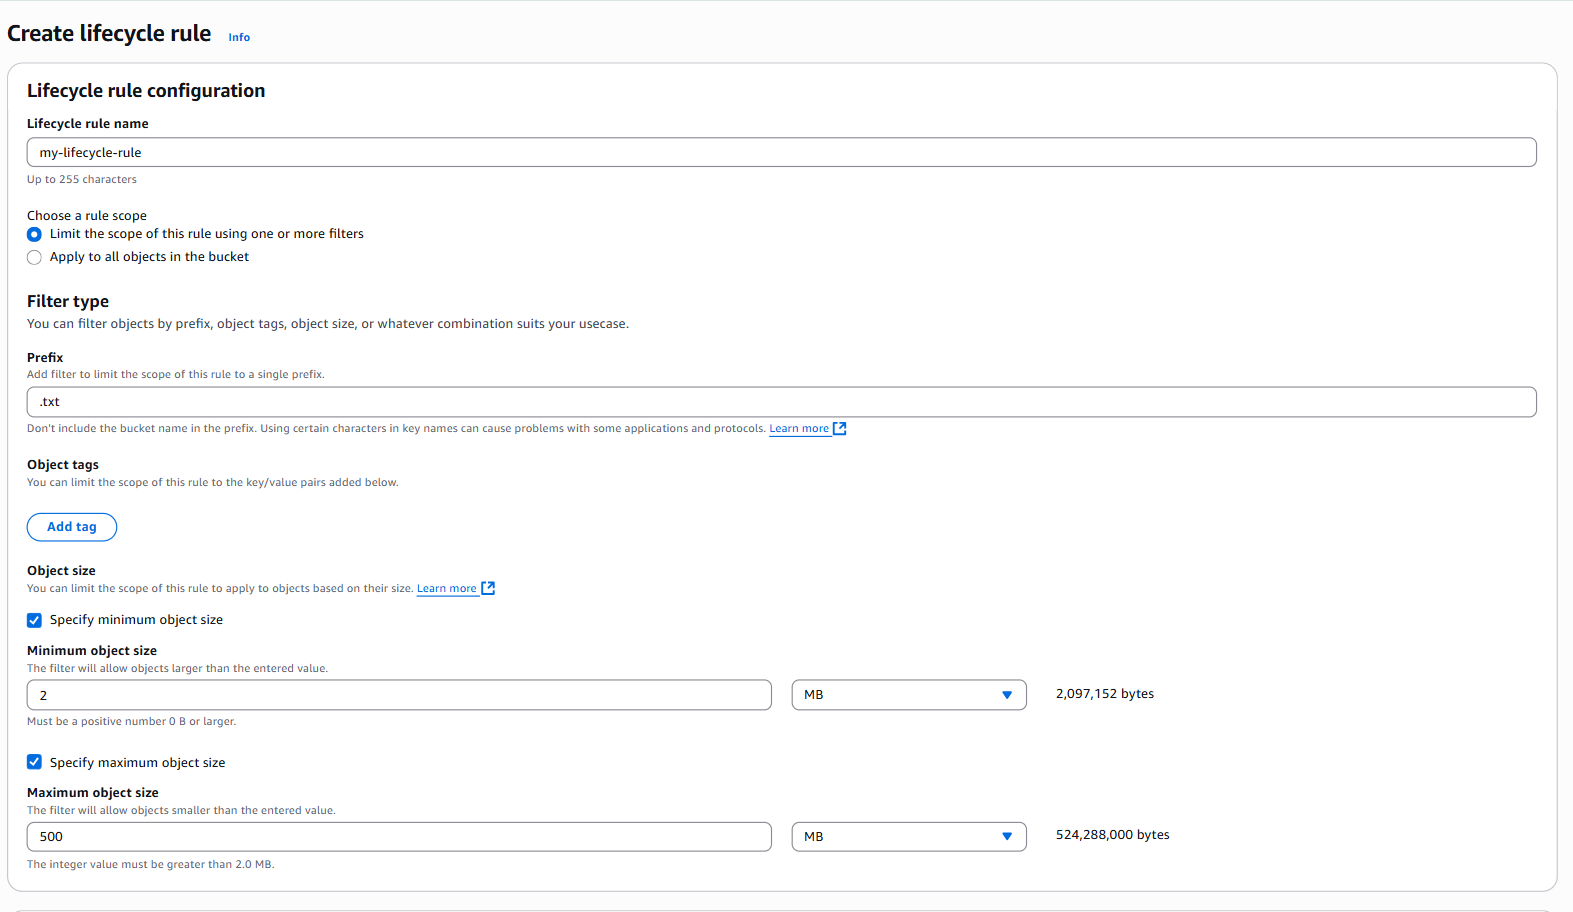 Create lifecycle rule Info
Lifecycle rule configuration
Lifecycle rule name
my-lifecycle-rule
Up to 255 characters
Choose a rule scope
Limit the scope of this rule using one or more filters
Apply to all objects in the bucket
Filter type
You can filter objects by prefix, object tags, object size, or whatever combination suits your usecase.
Prefix
Add filter to limit the scope of this rule to a single prefix.
.txt
Don't include the bucket name in the prefix. Using certain characters in key names can cause problems with some applications and protocols. Learn more
Object tags
You can limit the scope of this rule to the key/value pairs added below.
Add tag
Object size
You can limit the scope of this rule to apply to objects based on their size. Learn more
Specify minimum object size
Minimum object size
The filter will allow objects larger than the entered value.
2 MB 2,097,152 bytes
Must be a positive number 0 B or larger.
Specify maximum object size
Maximum object size
The filter will allow objects smaller than the entered value.
500 MB 524,288,000 bytes
The integer value must be greater than 2.0 MB.